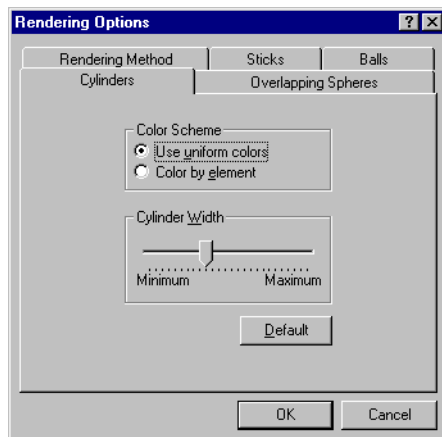 Rendering Options
Rendering Method Sticks Balls
Cylinders Overlapping Spheres
Color Scheme
Use uniform colors
Color by element
Cylinder Width
Minimum Maximum
Default
OK Cancel